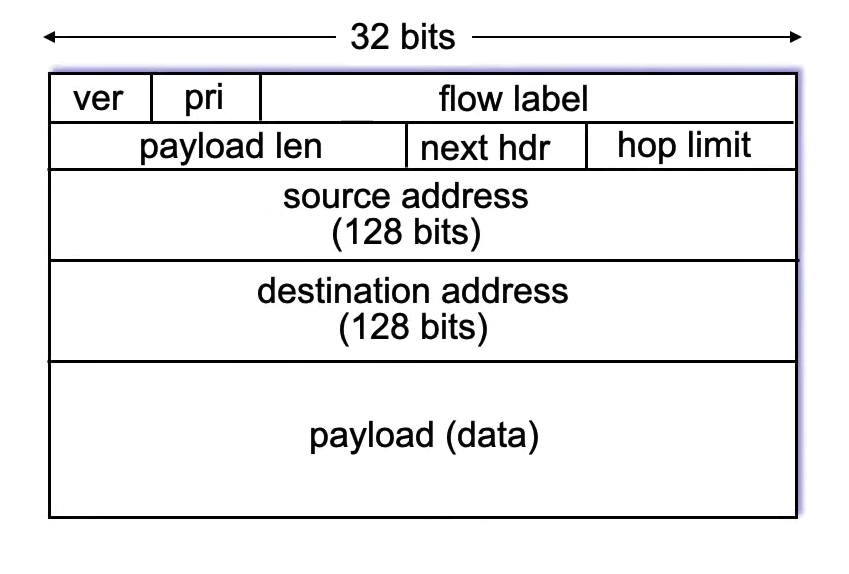 32 bits
ver pri flow label
payload len next hdr hop limit
source address
(128 bits)
destination address
(128 bits)
payload (data)